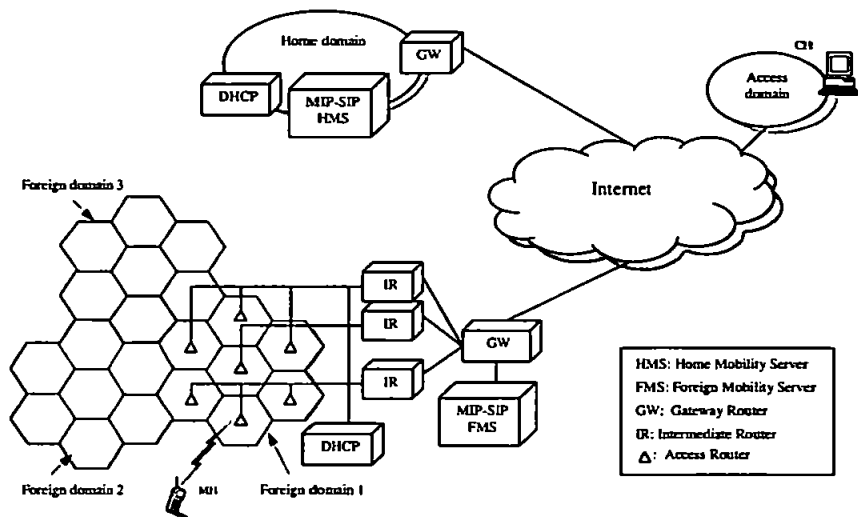 Home domain
GW
DHCP
MIP-SIP
HMS
CH
Access
domain
Internet
Foreign domain 3
IR
IR
IR
GW
MIP-SIP
FMS
DHCP
Foreign domain 2
MH
Foreign domain 1
HMS: Home Mobility Server
FMS: Foreign Mobility Server
GW: Gateway Router
IR: Intermediate Router
: Access Router